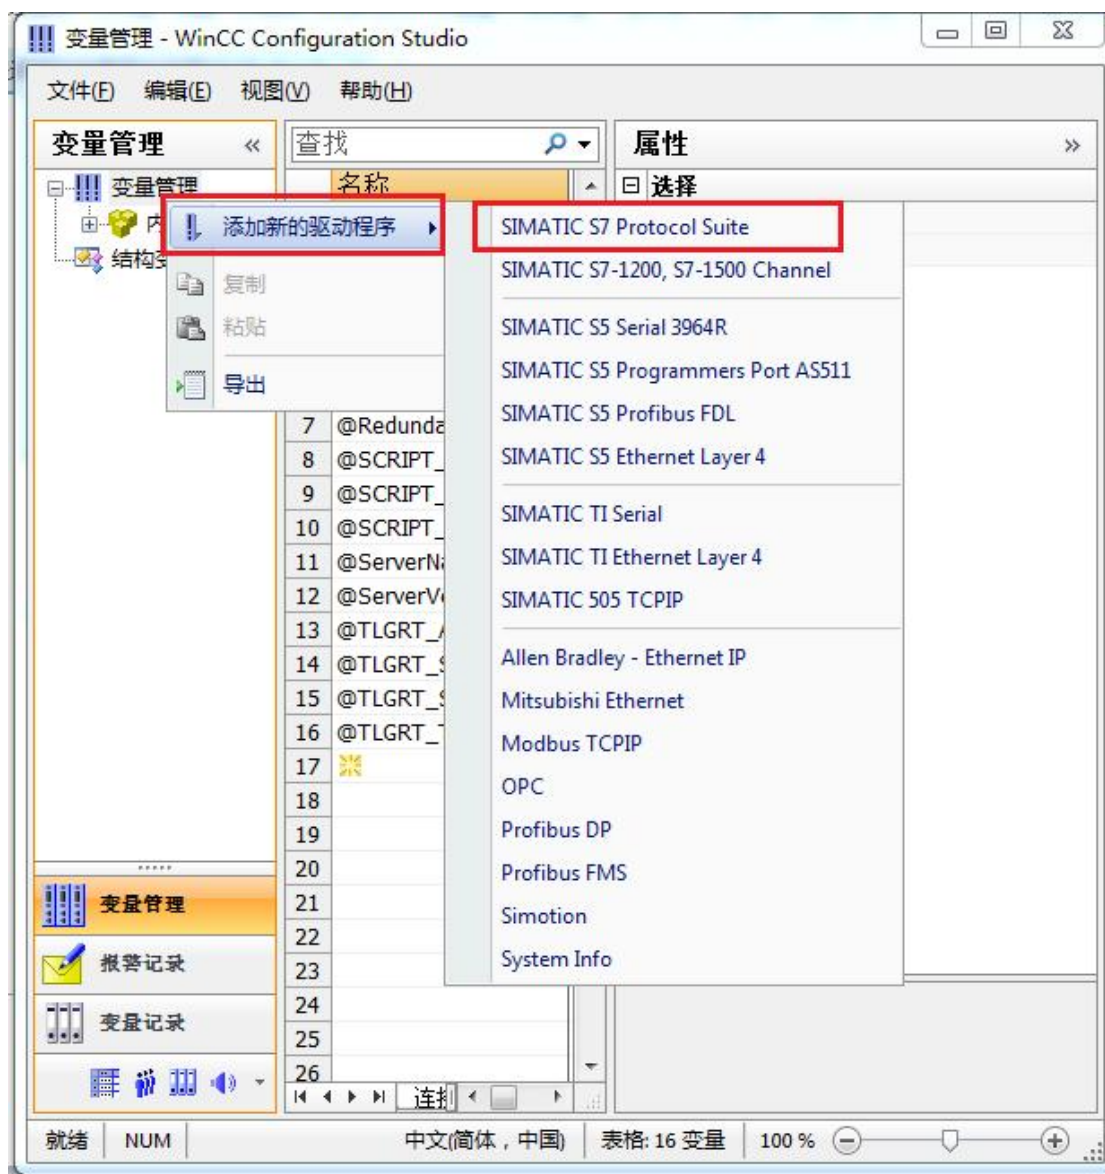 变量管理 - WinCC Configuration Studio
文件(F) 编辑(E) 视图(V) 帮助(H)
变量管理 «
查找
属性 »
变量管理
名称
选择
添加新的驱动程序
结构
复制
粘贴
导出
SIMATIC S7 Protocol Suite
SIMATIC S7-1200, S7-1500 Channel
SIMATIC S5 Serial 3964R
SIMATIC S5 Programmers Port AS511
SIMATIC S5 Profibus FDL
SIMATIC S5 Ethernet Layer 4
SIMATIC TI Serial
SIMATIC TI Ethernet Layer 4
SIMATIC 505 TCPIP
Allen Bradley - Ethernet IP
Mitsubishi Ethernet
Modbus TCPIP
OPC
Profibus DP
Profibus FMS
Simotion
System Info
7 @Redunda
8 @SCRIPT_
9 @SCRIPT_
10 @SCRIPT_
11 @ServerNa
12 @ServerVe
13 @TLGRT_A
14 @TLGRT_S
15 @TLGRT_S
16 @TLGRT_T
17
18
19
20
21
22
23
24
25
26
变量管理
报警记录
变量记录
连接
就绪 NUM 中文(简体，中国) 表格: 16 变量 100 %